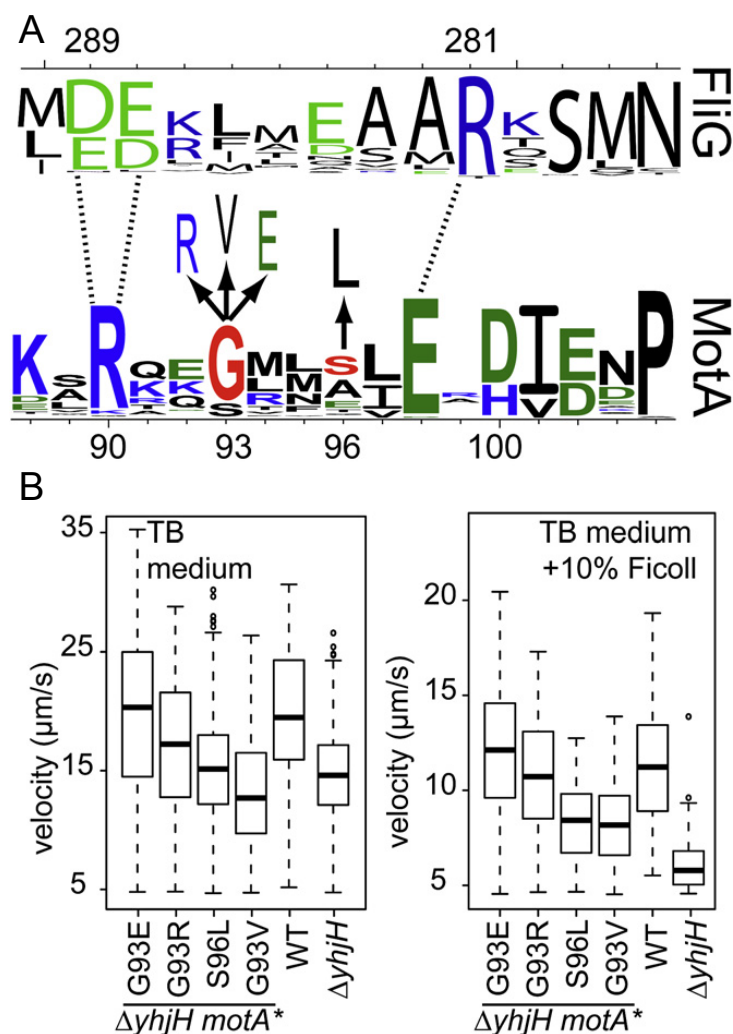 A
289 281
M D E K L M E A A R K S M N FliG
L E D R
R V E L
K S R Q E G M L S L E R D I E N P MotA
90 93 96 100
B
35
25
15
5
velocity (µm/s)
TB
medium
G93E G93R S96L G93V WT ΔyhjH
ΔyhjH motA*
20
15
10
5
velocity (µm/s)
TB medium
+10% Ficoll
G93E G93R S96L G93V WT ΔyhjH
ΔyhjH motA*